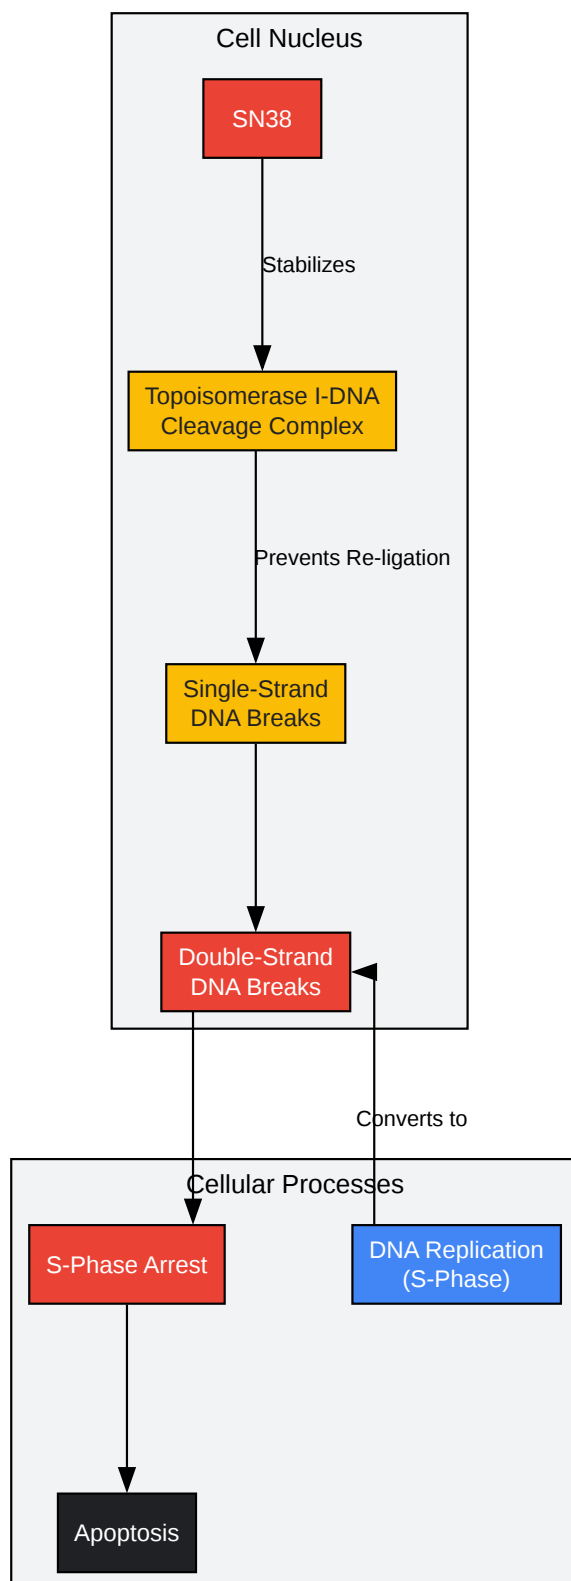 Cell Nucleus
SN38
Stabilizes
Topoisomerase I-DNA
Cleavage Complex
Prevents Re-ligation
Single-Strand
DNA Breaks
Double-Strand
DNA Breaks
Converts to
Cellular Processes
S-Phase Arrest
DNA Replication
(S-Phase)
Apoptosis